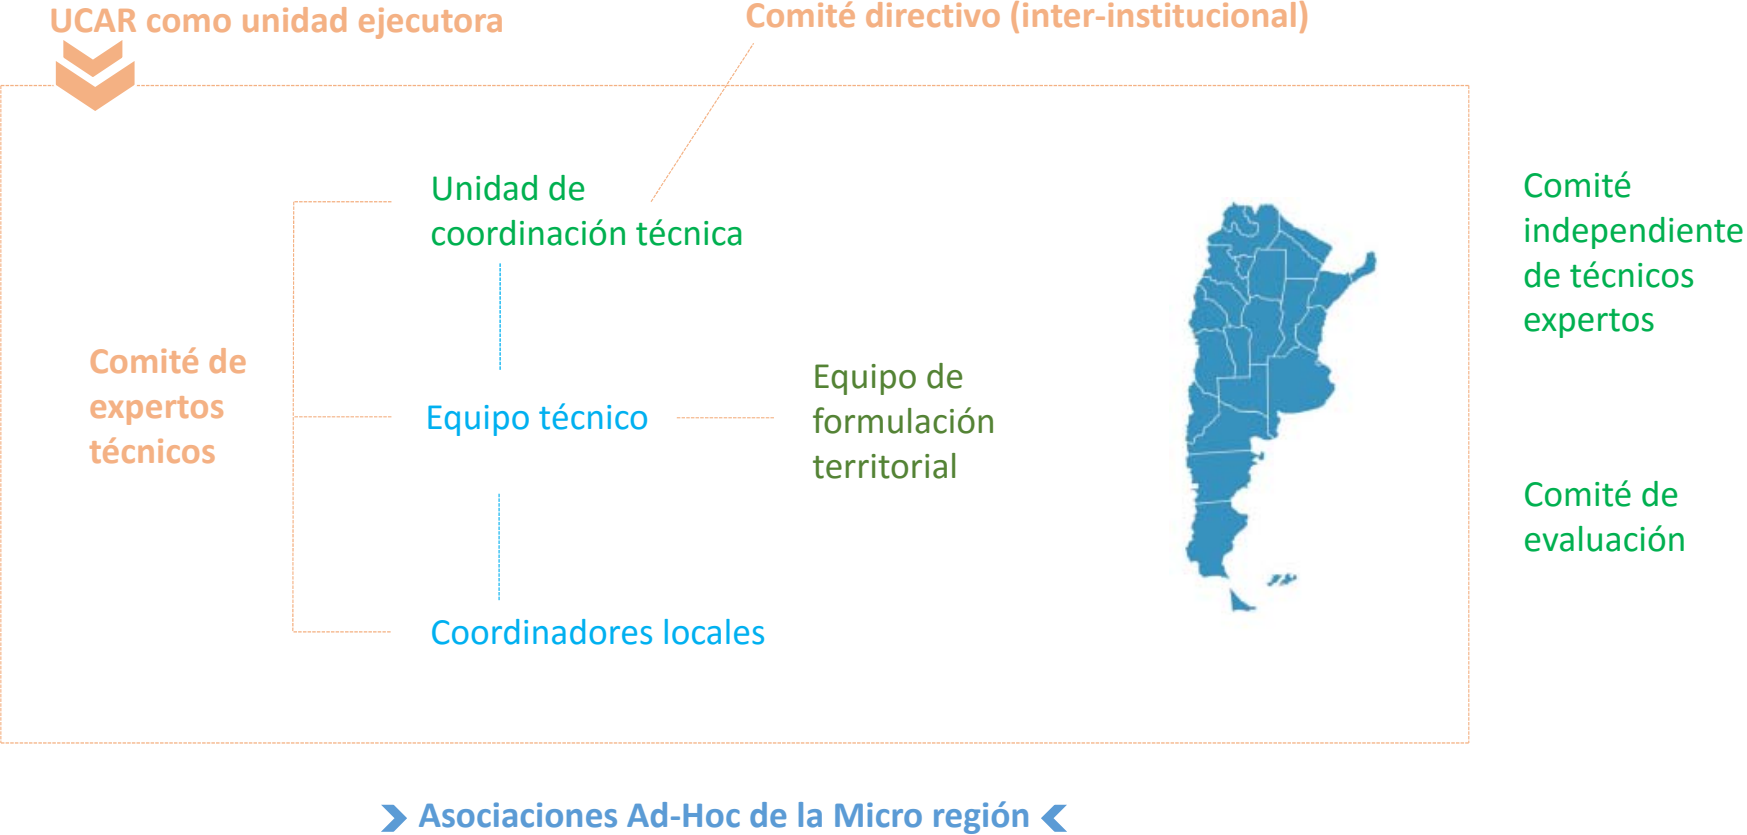 UCAR como unidad ejecutora
Comité directivo (inter-institucional)
Unidad de
coordinación técnica
Comité
independiente
de técnicos
expertos
Comité de
expertos
técnicos
Equipo técnico
Equipo de
formulación
territorial
Comité de
evaluación
Coordinadores locales
Asociaciones Ad-Hoc de la Micro región